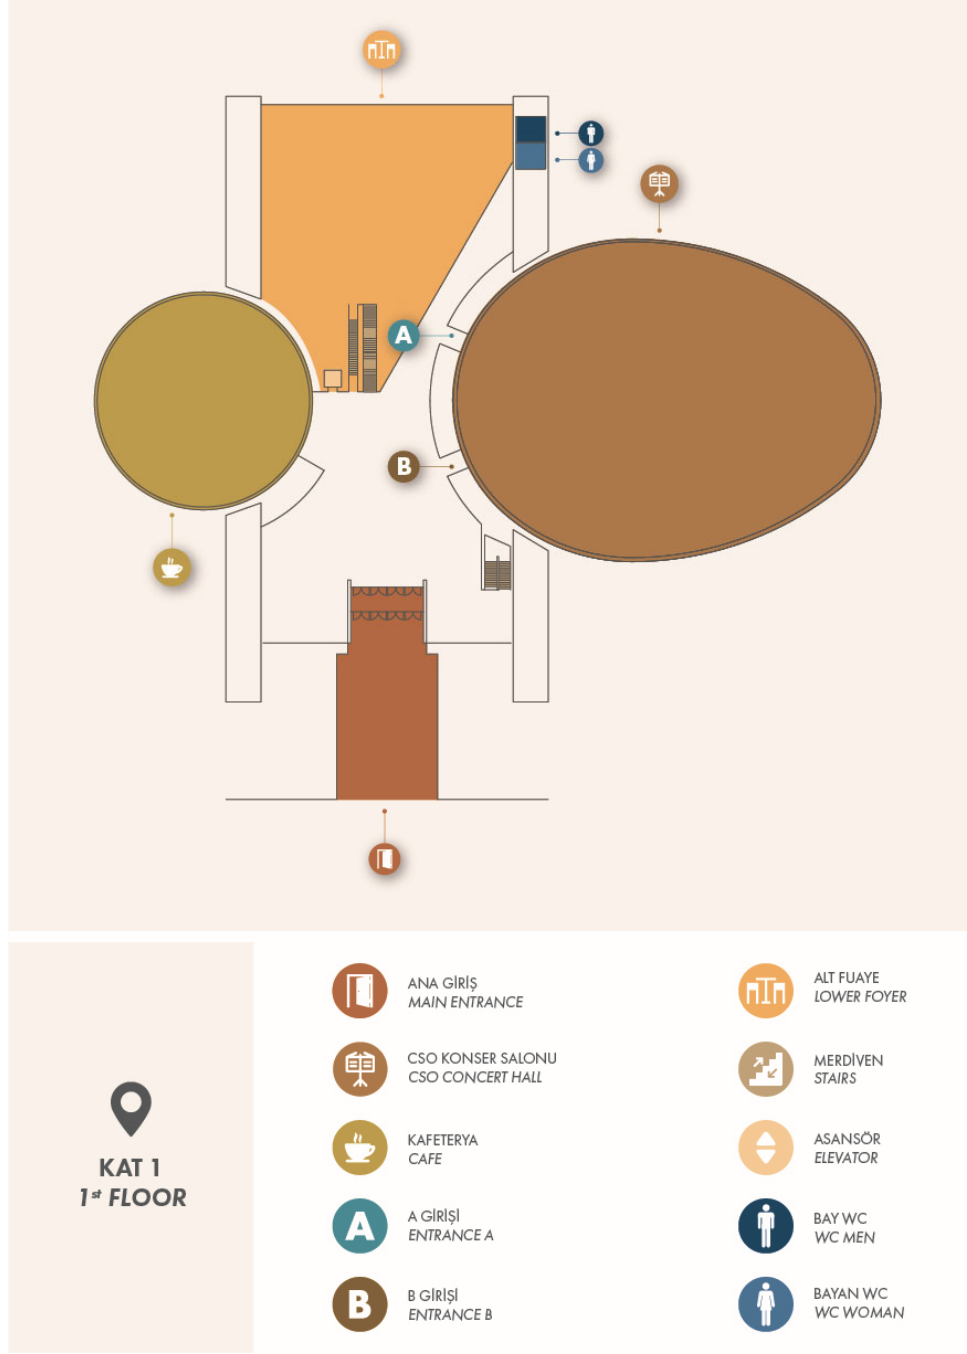 A
B
KAT 1
1st FLOOR
ANA GİRİŞ
MAIN ENTRANCE
CSO KONSER SALONU
CSO CONCERT HALL
KAFETERYA
CAFE
A
A GİRİŞİ
ENTRANCE A
B
B GİRİŞİ
ENTRANCE B
ALT FUAYE
LOWER FOYER
MERDİVEN
STAIRS
ASANSÖR
ELEVATOR
BAY WC
WC MEN
BAYAN WC
WC WOMAN